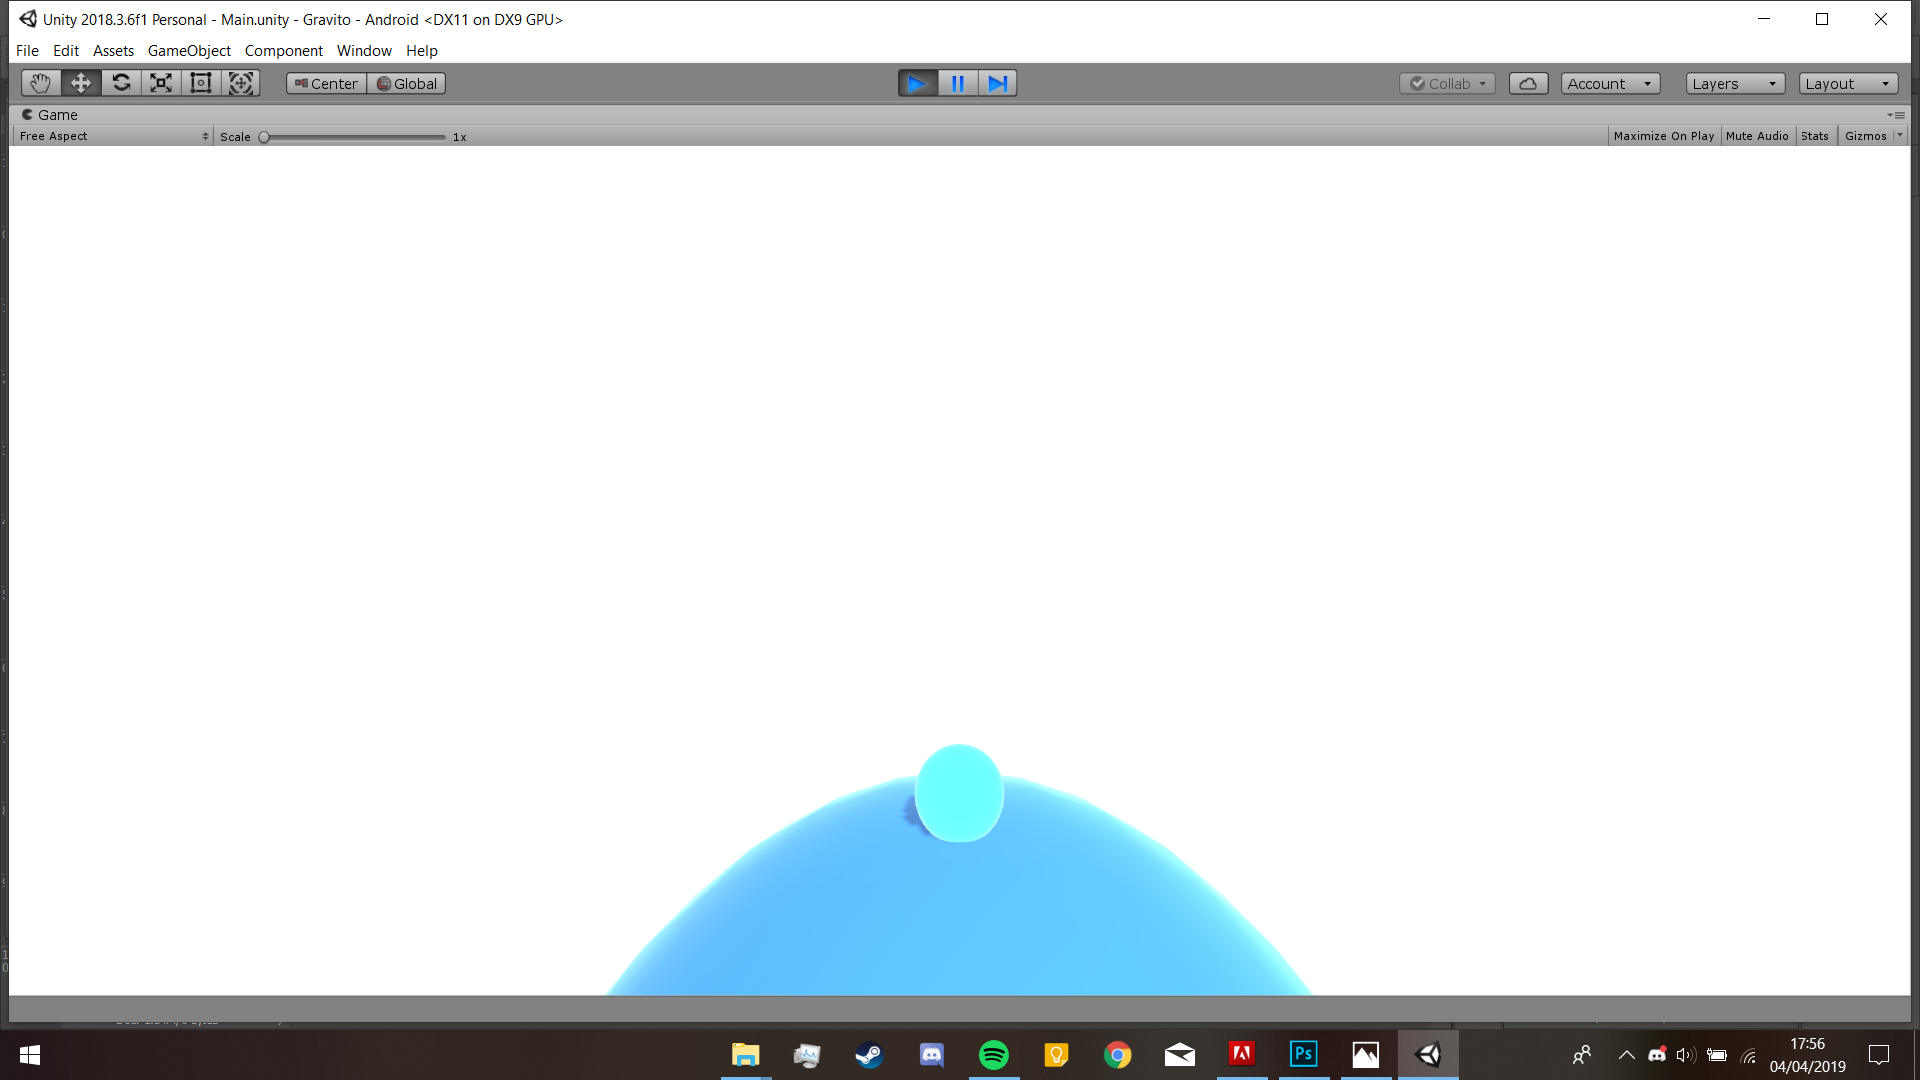 Unity 2018.3.6f1 Personal - Main.unity - Gravito - Android <DX11 on DX9 GPU>
File Edit Assets GameObject Component Window Help
Center Global Collab Account Layers Layout
Game
Free Aspect Scale 1x Maximize On Play Mute Audio Stats Gizmos
Ps
17:56
04/04/2019